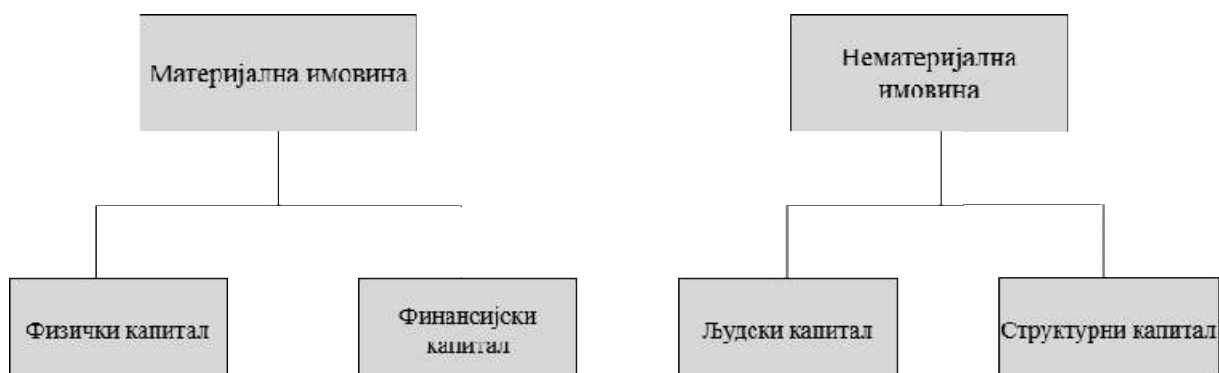 Материјална имовина
Нематеријална
имовина
Физички капитал
Финансијски
капитал
Људски капитал
Структурни капитал